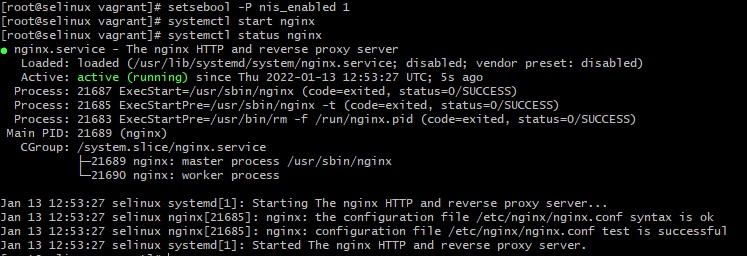 [root@selinux vagrant]# setsebool -P nis_enabled 1
[root@selinux vagrant]# systemctl start nginx
[root@selinux vagrant]# systemctl status nginx
● nginx.service - The nginx HTTP and reverse proxy server
   Loaded: loaded (/usr/lib/systemd/system/nginx.service; disabled; vendor preset: disabled)
   Active: active (running) since Thu 2022-01-13 12:53:27 UTC; 5s ago
  Process: 21687 ExecStart=/usr/sbin/nginx (code=exited, status=0/SUCCESS)
  Process: 21685 ExecStartPre=/usr/sbin/nginx -t (code=exited, status=0/SUCCESS)
  Process: 21683 ExecStartPre=/usr/bin/rm -f /run/nginx.pid (code=exited, status=0/SUCCESS)
 Main PID: 21689 (nginx)
   CGroup: /system.slice/nginx.service
           ├─21689 nginx: master process /usr/sbin/nginx
           └─21690 nginx: worker process
Jan 13 12:53:27 selinux systemd[1]: Starting The nginx HTTP and reverse proxy server...
Jan 13 12:53:27 selinux nginx[21685]: nginx: the configuration file /etc/nginx/nginx.conf syntax is ok
Jan 13 12:53:27 selinux nginx[21685]: nginx: configuration file /etc/nginx/nginx.conf test is successful
Jan 13 12:53:27 selinux systemd[1]: Started The nginx HTTP and reverse proxy server.
[root@selinux vagrant]#